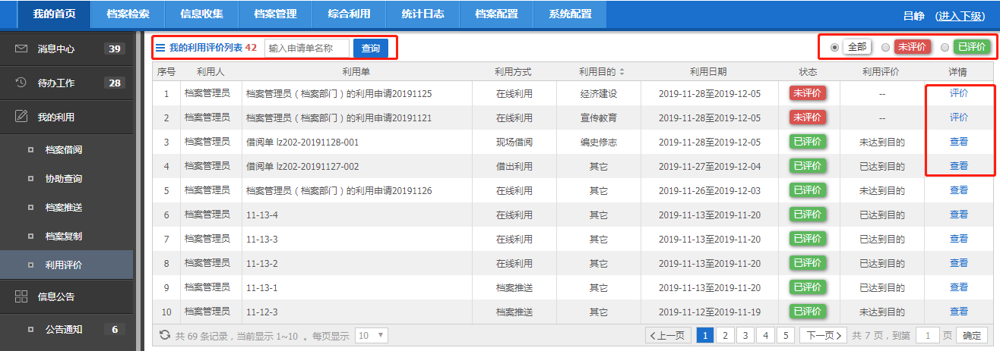 我的首页 档案检索 信息收集 档案管理 综合利用 统计日志 档案配置 系统配置 吕峥 (进入下级)
消息中心 39
待办工作 28
我的利用
档案借阅
协助查询
档案推送
档案复制
利用评价
信息公告
公告通知 6
我的利用评价列表 42 输入申请单名称 查询 全部 未评价 已评价
序号 利用人 利用单 利用方式 利用目的 利用日期 状态 利用评价 详情
1 档案管理员 档案管理员（档案部门）的利用申请20191125 在线利用 经济建设 2019-11-28至2019-12-05 未评价 -- 评价
2 档案管理员 档案管理员（档案部门）的利用申请20191121 在线利用 宣传教育 2019-11-28至2019-12-05 未评价 -- 评价
3 档案管理员 借阅单 lz202-20191128-001 现场借阅 编史修志 2019-11-28至2019-12-05 已评价 未达到目的 查看
4 档案管理员 借阅单 lz202-20191127-002 借出利用 其它 2019-11-27至2019-12-04 已评价 已达到目的 查看
5 档案管理员 档案管理员（档案部门）的利用申请20191126 在线利用 其它 2019-11-26至2019-12-03 已评价 未达到目的 查看
6 档案管理员 11-13-4 在线利用 其它 2019-11-13至2019-11-20 已评价 已达到目的 查看
7 档案管理员 11-13-3 在线利用 其它 2019-11-13至2019-11-20 已评价 已达到目的 查看
8 档案管理员 11-13-2 在线利用 其它 2019-11-13至2019-11-20 已评价 已达到目的 查看
9 档案管理员 11-13-1 档案推送 其它 2019-11-13至2019-11-20 已评价 已达到目的 查看
10 档案管理员 11-12-3 档案推送 其它 2019-11-12至2019-11-19 已评价 未达到目的 查看
共 69 条记录，当前显示 1~10 。每页显示 10 上一页 1 2 3 4 5 下一页 共 7 页，到第 1 页 确定